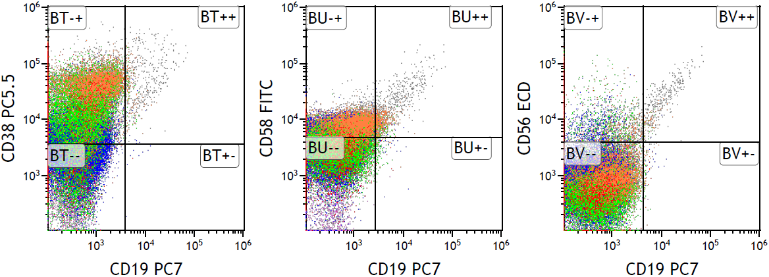 10⁶
BT-+
BT++
10⁵
10⁴
10³
BT--
BT+-
CD38 PC5.5
10³
10⁴
10⁵
10⁶
CD19 PC7
10⁶
BU-+
BU++
10⁵
10⁴
10³
BU--
BU+-
CD58 FITC
10³
10⁴
10⁵
10⁶
CD19 PC7
10⁶
BV-+
BV++
10⁵
10⁴
10³
BV--
BV+-
CD56 ECD
10³
10⁴
10⁵
10⁶
CD19 PC7